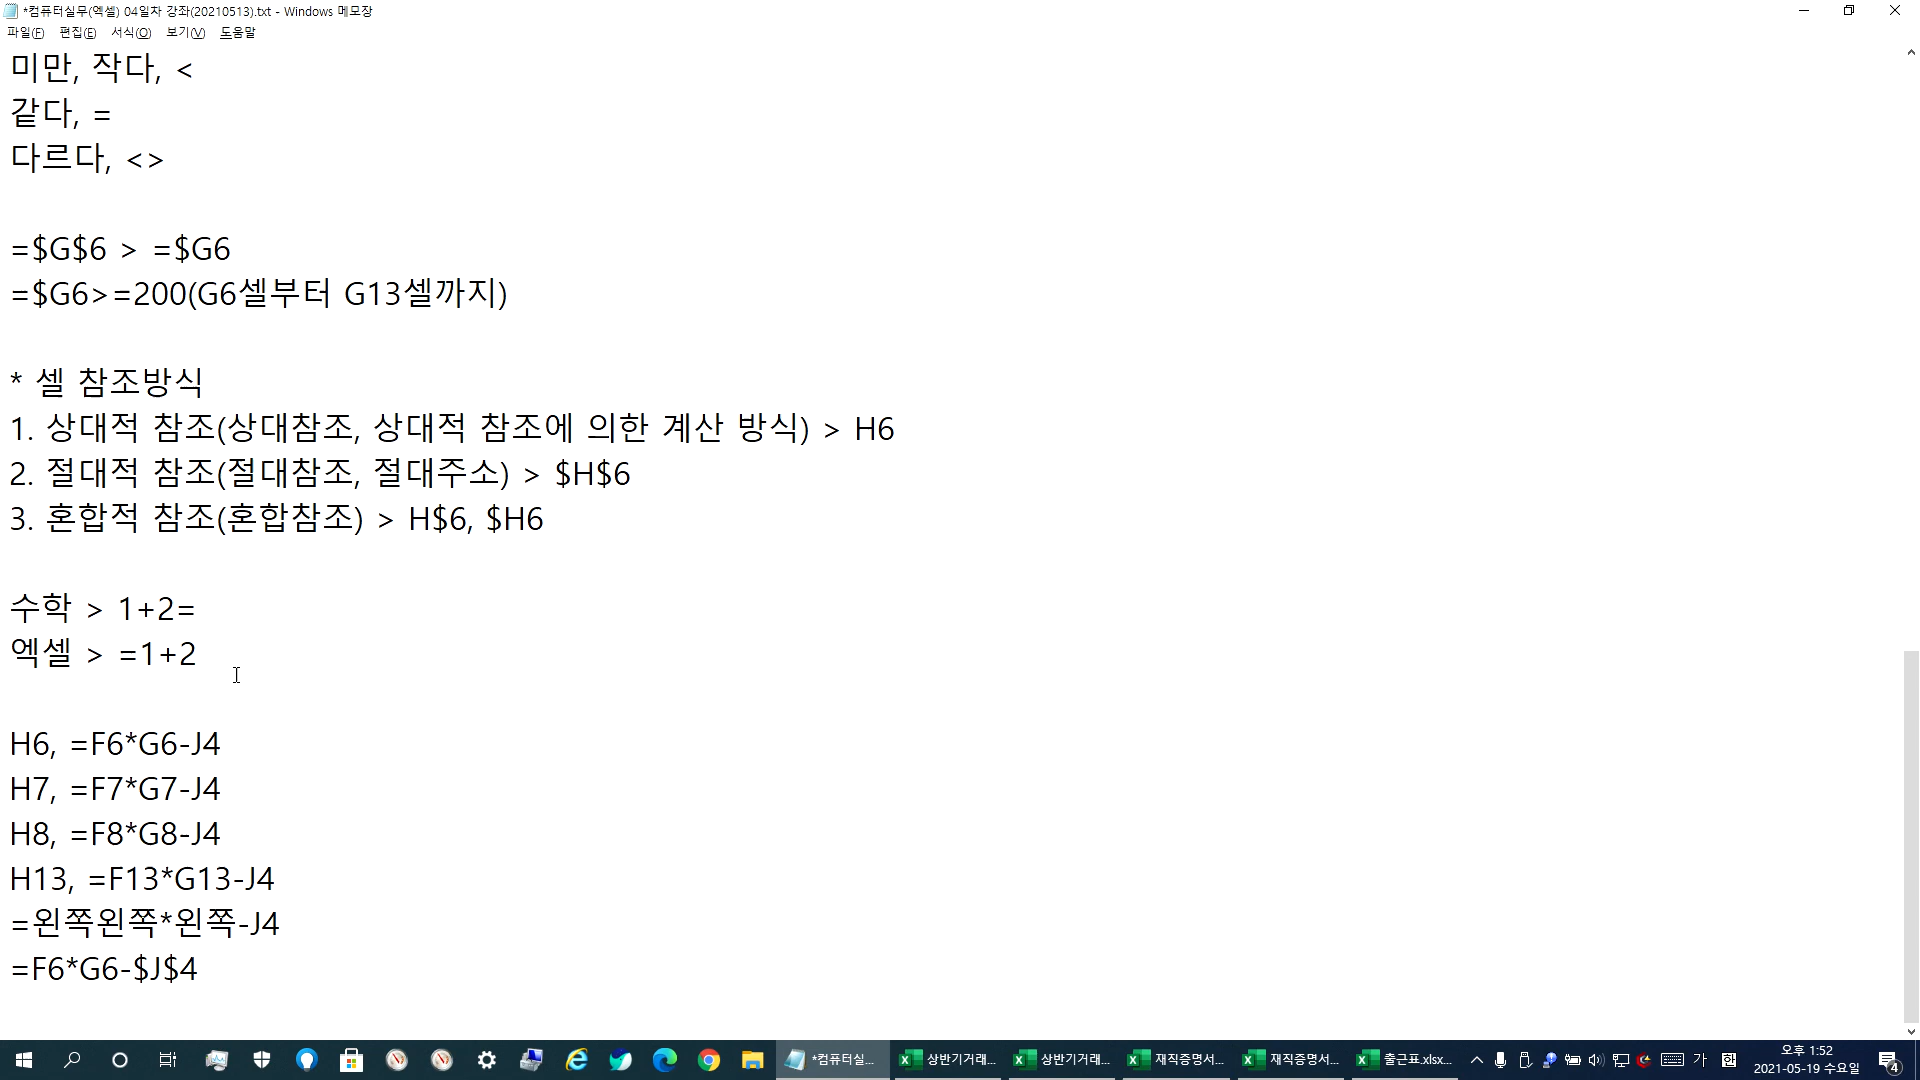 *컴퓨터실무(엑셀) 04일차 강좌(20210513).txt - Windows 메모장
파일(F) 편집(E) 서식(O) 보기(V) 도움말
미만, 작다, <
같다, =
다르다, <>
=$G$6 > =$G6
=$G6>=200(G6셀부터 G13셀까지)
* 셀 참조방식
1. 상대적 참조(상대참조, 상대적 참조에 의한 계산 방식) > H6
2. 절대적 참조(절대참조, 절대주소) > $H$6
3. 혼합적 참조(혼합참조) > H$6, $H6
수학 > 1+2=
엑셀 > =1+2
H6, =F6*G6-J4
H7, =F7*G7-J4
H8, =F8*G8-J4
H13, =F13*G13-J4
=왼쪽왼쪽*왼쪽-J4
=F6*G6-$J$4
*컴퓨터실... 상반기거래... 상반기거래... 재직증명서... 재직증명서... 출근표.xlsx... 가 한 오후 1:52
2021-05-19 수요일 4